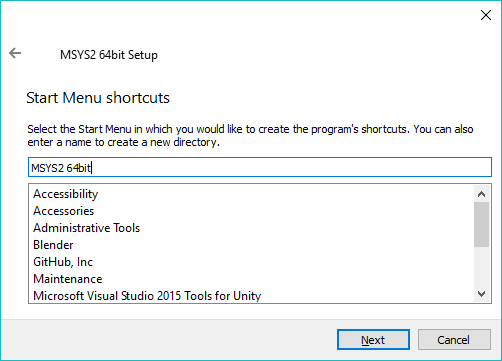 MSYS2 64bit Setup
Start Menu shortcuts
Select the Start Menu in which you would like to create the program's shortcuts. You can also
enter a name to create a new directory.
MSYS2 64bit
Accessibility
Accessories
Administrative Tools
Blender
GitHub, Inc
Maintenance
Microsoft Visual Studio 2015 Tools for Unity
Next
Cancel